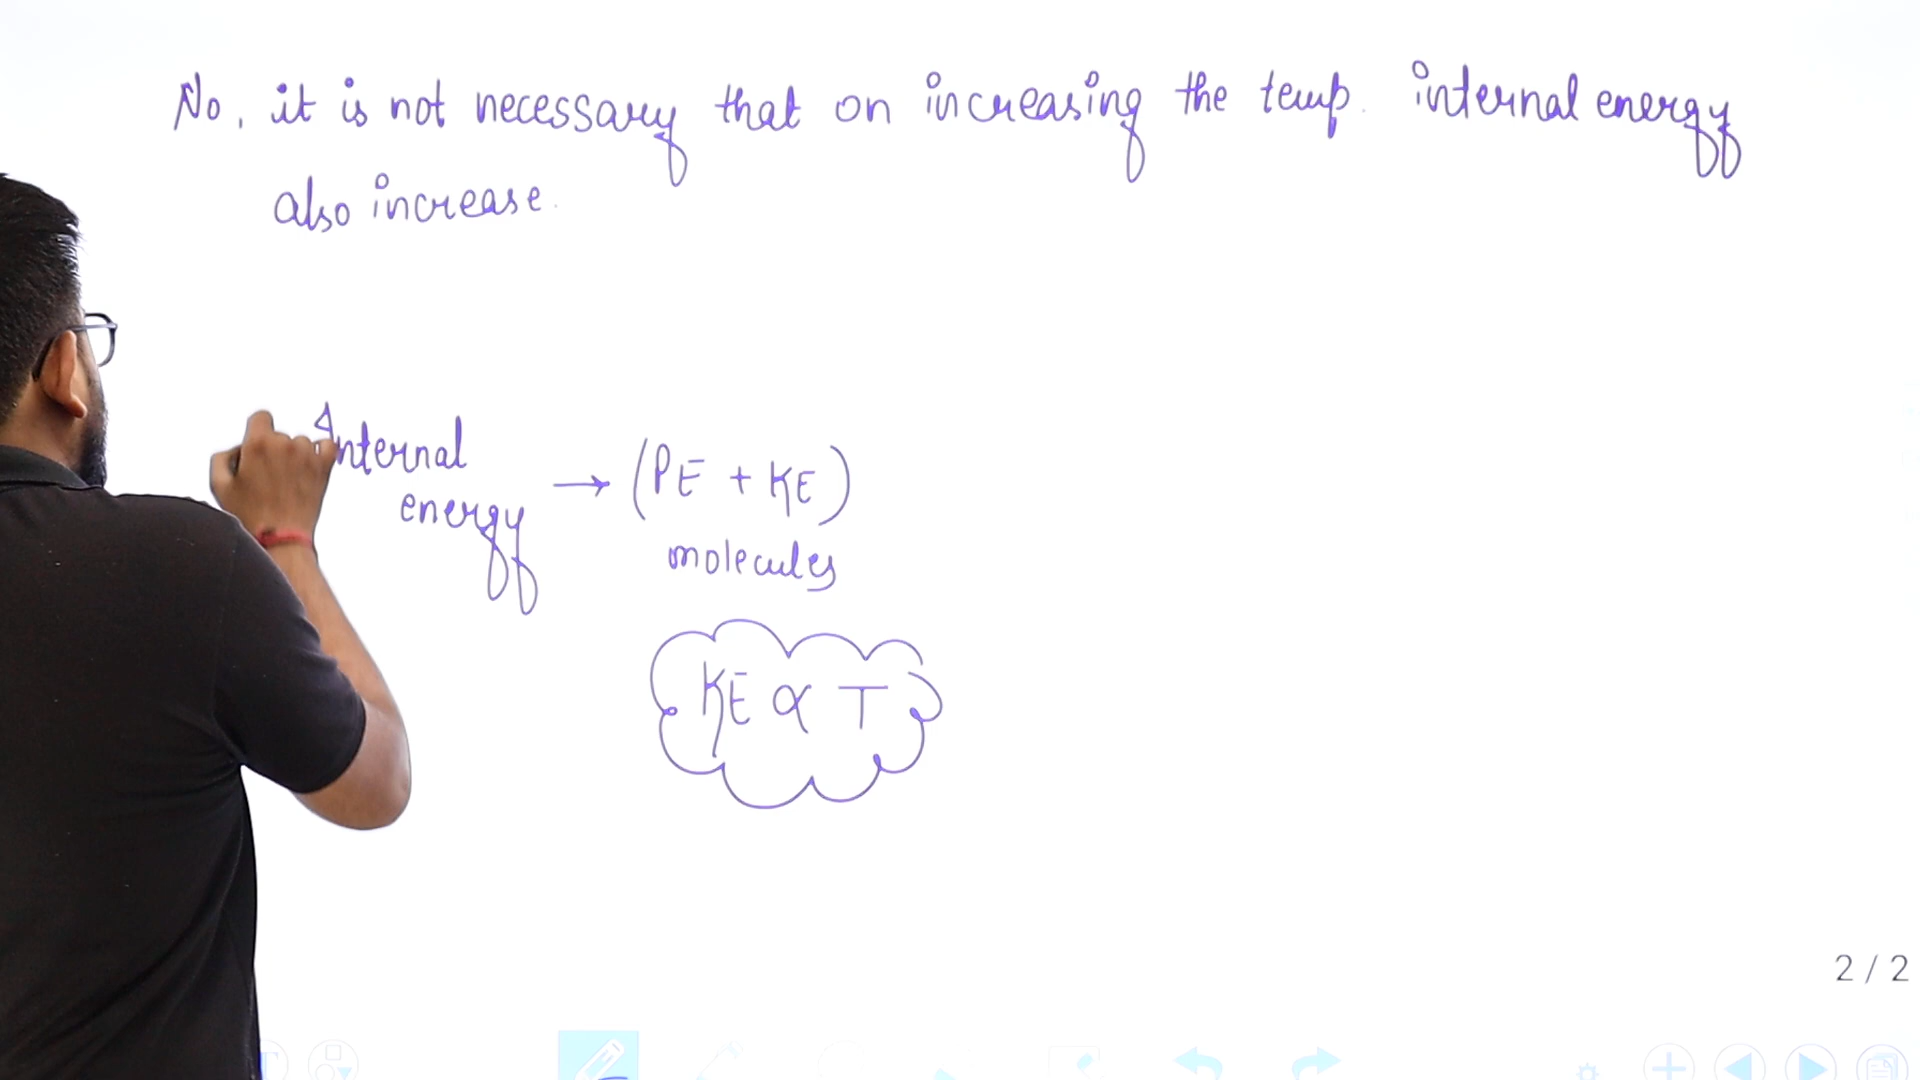 No, it is not necessary that on increasing the temp. internal energy
also increase.
Internal
energy → (PE + KE)
molecules
KE ∝ T
2 / 2